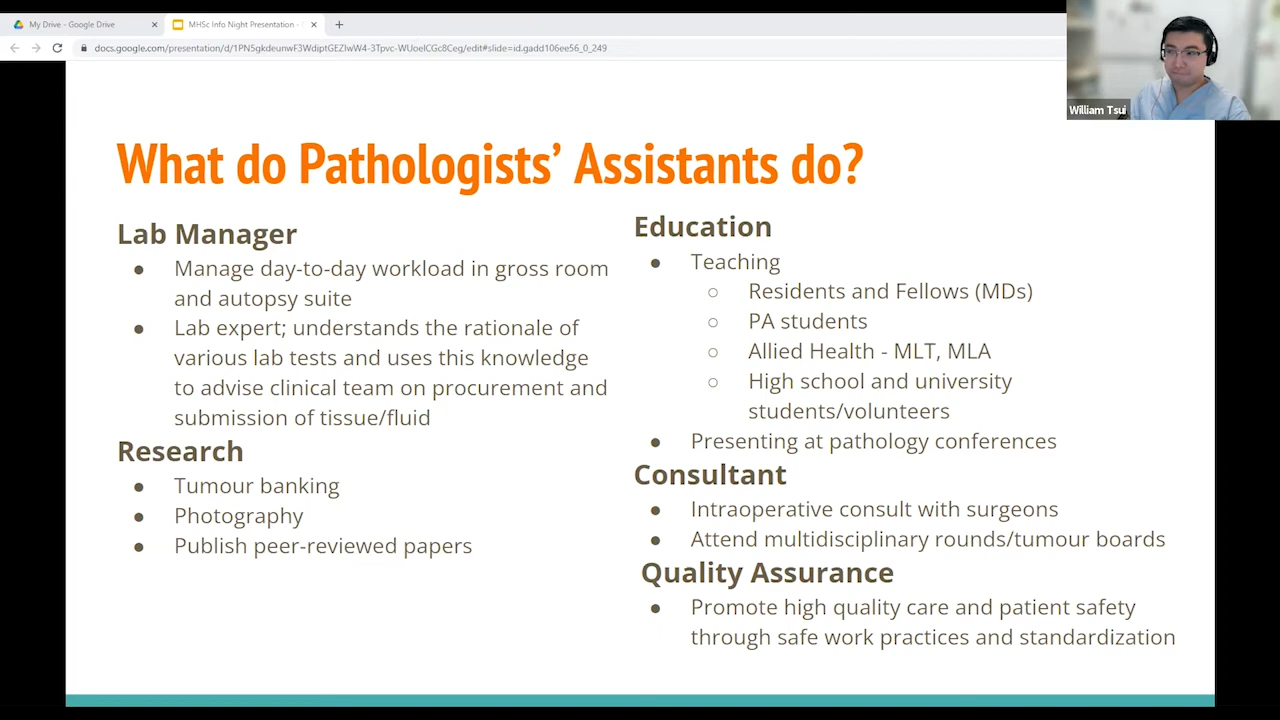 My Drive - Google Drive
MHSc Info Night Presentation -
docs.google.com/presentation/d/1PN5gkdeunwF3WdiptGEZlwW4-3Tpvc-WUoelCGc8Ceg/edit#slide=id.gadd106ee56_0_249
William Tsui
What do Pathologists’ Assistants do?
Lab Manager
● Manage day-to-day workload in gross room
and autopsy suite
● Lab expert; understands the rationale of
various lab tests and uses this knowledge
to advise clinical team on procurement and
submission of tissue/fluid
Research
● Tumour banking
● Photography
● Publish peer-reviewed papers
Education
● Teaching
○ Residents and Fellows (MDs)
○ PA students
○ Allied Health - MLT, MLA
○ High school and university
students/volunteers
● Presenting at pathology conferences
Consultant
● Intraoperative consult with surgeons
● Attend multidisciplinary rounds/tumour boards
Quality Assurance
● Promote high quality care and patient safety
through safe work practices and standardization